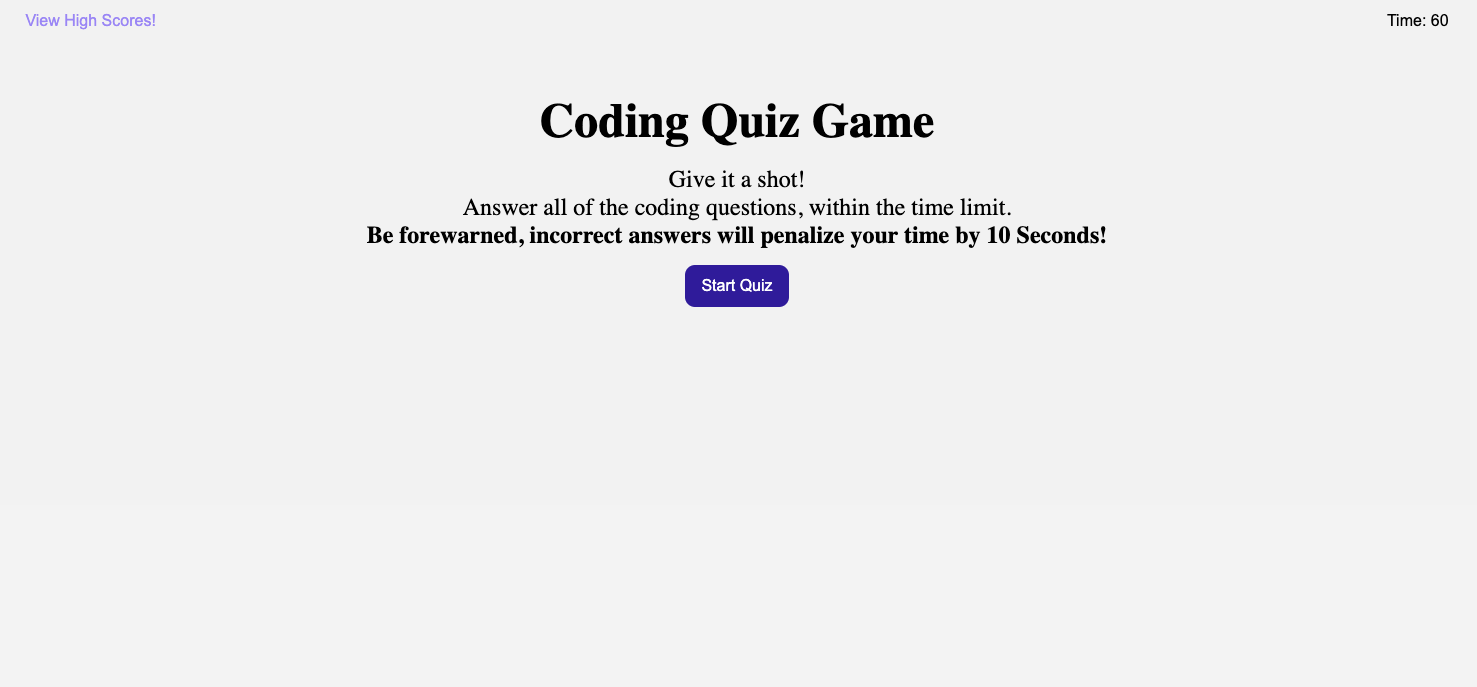 View High Scores!
Time: 60
Coding Quiz Game
Give it a shot!
Answer all of the coding questions, within the time limit.
Be forewarned, incorrect answers will penalize your time by 10 Seconds!
Start Quiz